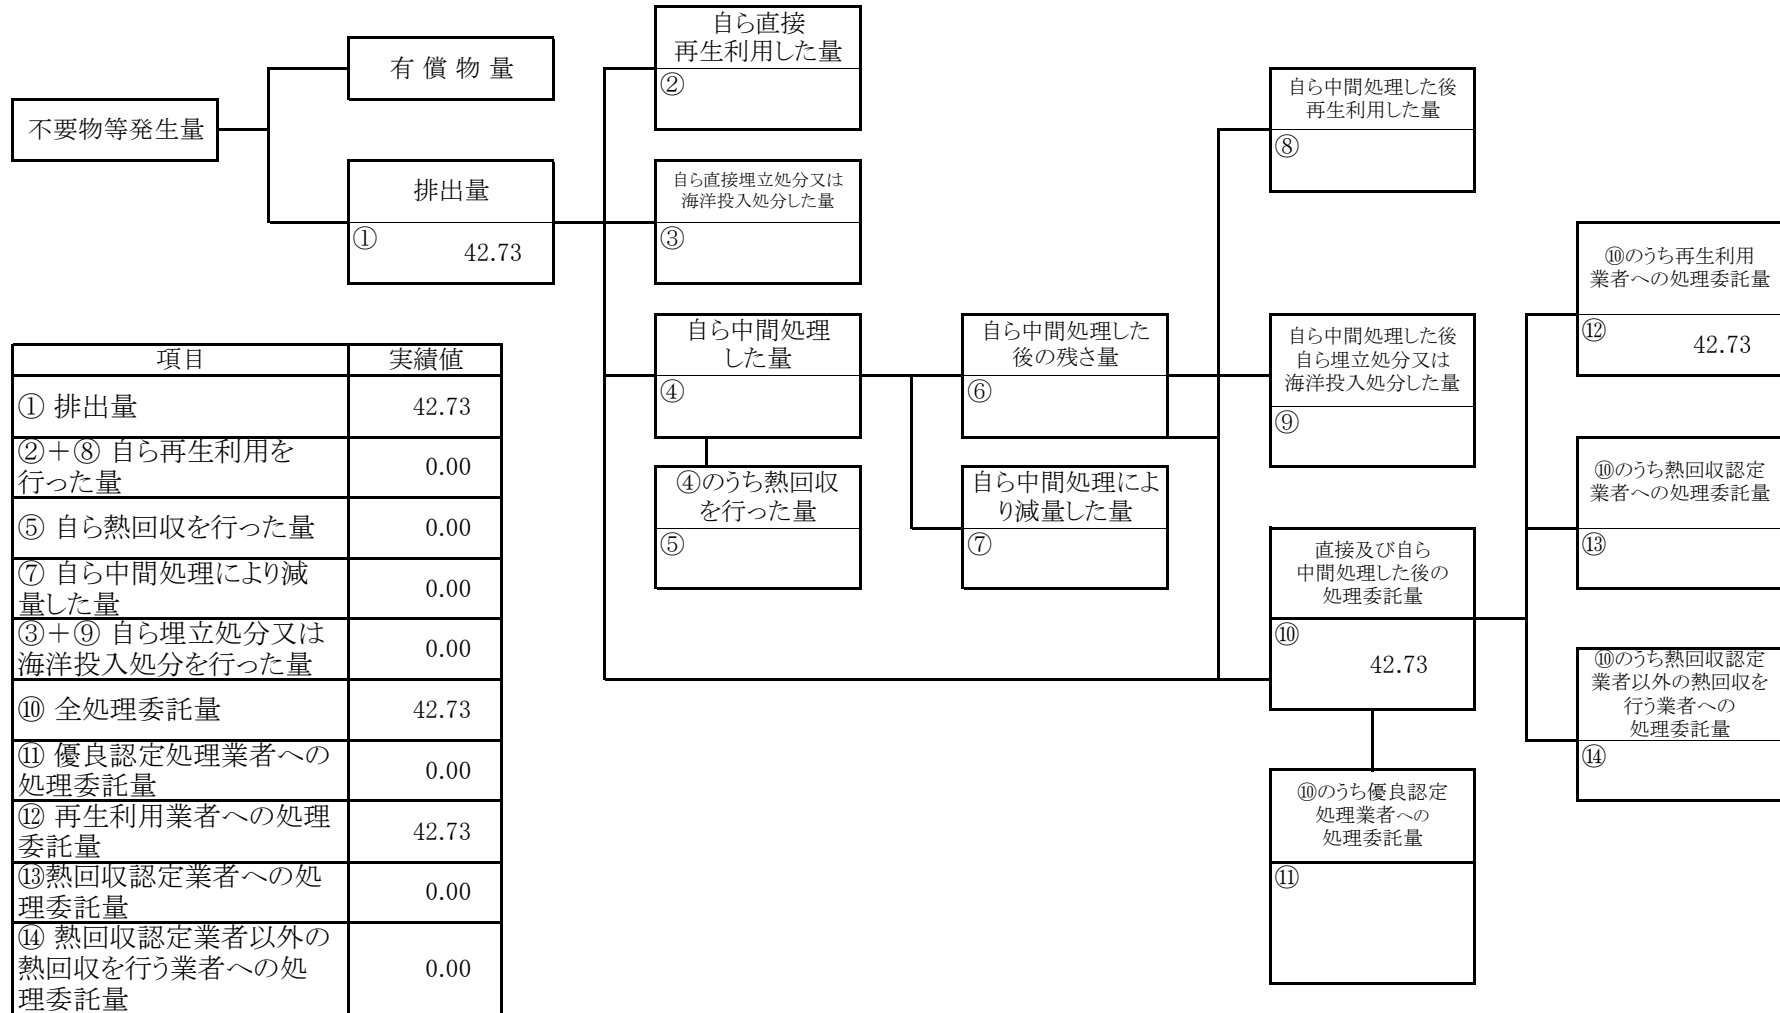 不要物等発生量
有 償 物 量
排出量
①
42.73
自ら直接
再生利用した量
②
自ら直接埋立処分又は
海洋投入処分した量
③
自ら中間処理
した量
④
④のうち熱回収
を行った量
⑤
自ら中間処理した
後の残さ量
⑥
自ら中間処理によ
り減量した量
⑦
自ら中間処理した後
再生利用した量
⑧
自ら中間処理した後
自ら埋立処分又は
海洋投入処分した量
⑨
直接及び自ら
中間処理した後の
処理委託量
⑩
42.73
⑩のうち優良認定
処理業者への
処理委託量
⑪
⑩のうち再生利用
業者への処理委託量
⑫
42.73
⑩のうち熱回収認定
業者への処理委託量
⑬
⑩のうち熱回収認定
業者以外の熱回収を
行う業者への
処理委託量
⑭
項目 実績値
① 排出量 42.73
②＋⑧ 自ら再生利用を
行った量 0.00
⑤ 自ら熱回収を行った量 0.00
⑦ 自ら中間処理により減
量した量 0.00
③＋⑨ 自ら埋立処分又は
海洋投入処分を行った量 0.00
⑩ 全処理委託量 42.73
⑪ 優良認定処理業者への
処理委託量 0.00
⑫ 再生利用業者への処理
委託量 42.73
⑬熱回収認定業者への処
理委託量 0.00
⑭ 熱回収認定業者以外の
熱回収を行う業者への処
理委託量 0.00